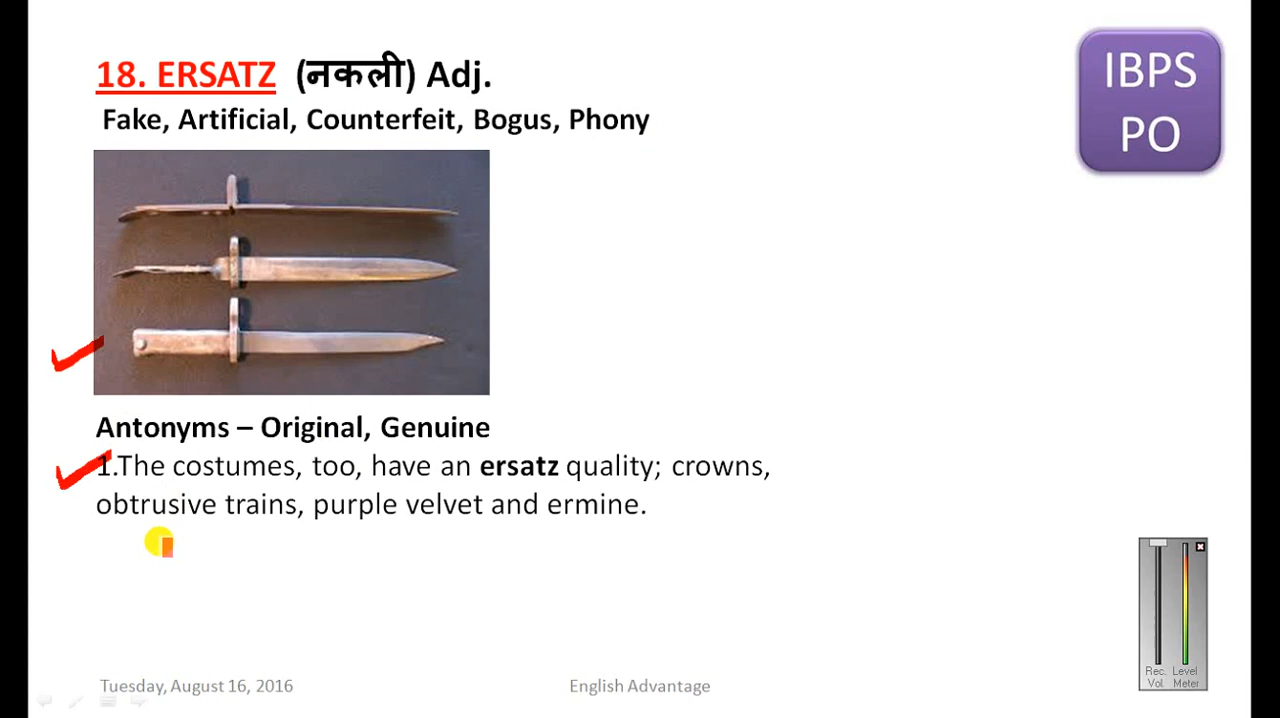 18. ERSATZ (नकली) Adj.
IBPS
PO
Fake, Artificial, Counterfeit, Bogus, Phony
Antonyms – Original, Genuine
1.The costumes, too, have an ersatz quality; crowns,
obtrusive trains, purple velvet and ermine.
Rec. Level
Vol. Meter
Tuesday, August 16, 2016 English Advantage